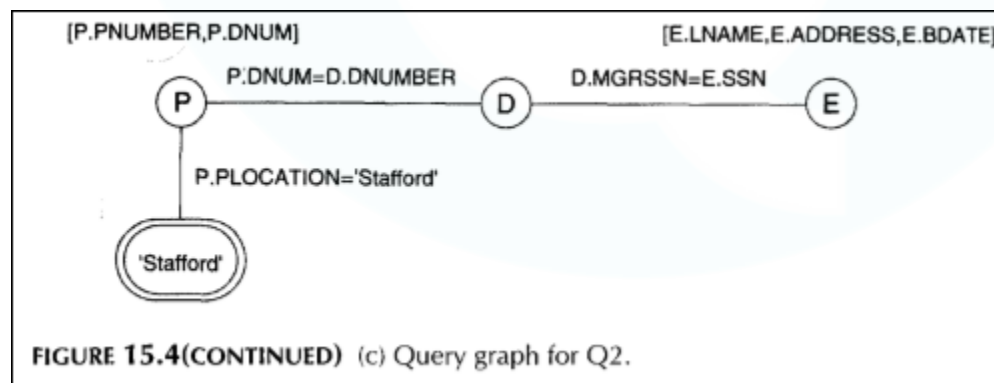 [P.PNUMBER,P.DNUM]
[E.LNAME,E.ADDRESS,E.BDATE]
P.DNUM=D.DNUMBER
D.MGRSSN=E.SSN
P
D
E
P.PLOCATION='Stafford'
'Stafford'
FIGURE 15.4(CONTINUED) (c) Query graph for Q2.